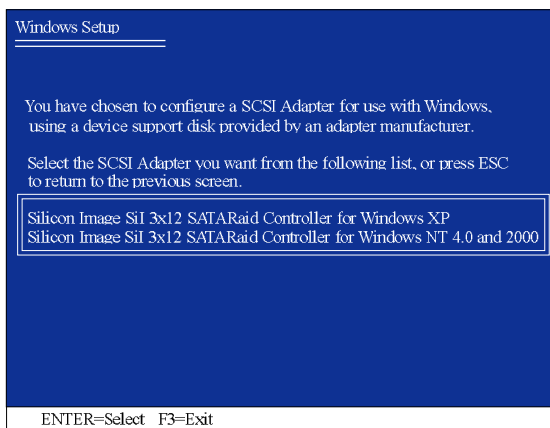 Windows Setup
You have chosen to configure a SCSI Adapter for use with Windows,
using a device support disk provided by an adapter manufacturer.
Select the SCSI Adapter you want from the following list, or press ESC
to return to the previous screen.
Silicon Image SiI 3x12 SATARaid Controller for Windows XP
Silicon Image SiI 3x12 SATARaid Controller for Windows NT 4.0 and 2000
ENTER=Select F3=Exit